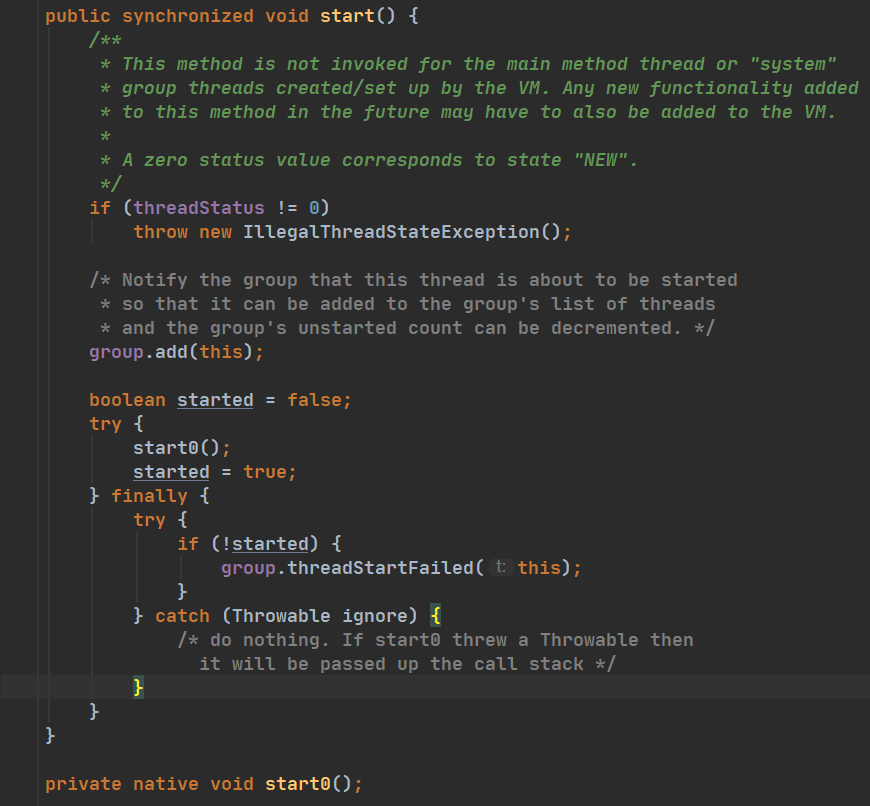 public synchronized void start() {
    /**
     * This method is not invoked for the main method thread or "system"
     * group threads created/set up by the VM. Any new functionality added
     * to this method in the future may have to also be added to the VM.
     *
     * A zero status value corresponds to state "NEW".
     */
    if (threadStatus != 0)
        throw new IllegalThreadStateException();

    /* Notify the group that this thread is about to be started
     * so that it can be added to the group's list of threads
     * and the group's unstarted count can be decremented. */
    group.add(this);

    boolean started = false;
    try {
        start0();
        started = true;
    } finally {
        try {
            if (!started) {
                group.threadStartFailed( t: this);
            }
        } catch (Throwable ignore) {
            /* do nothing. If start0 threw a Throwable then
              it will be passed up the call stack */
        }
    }
}

private native void start0();